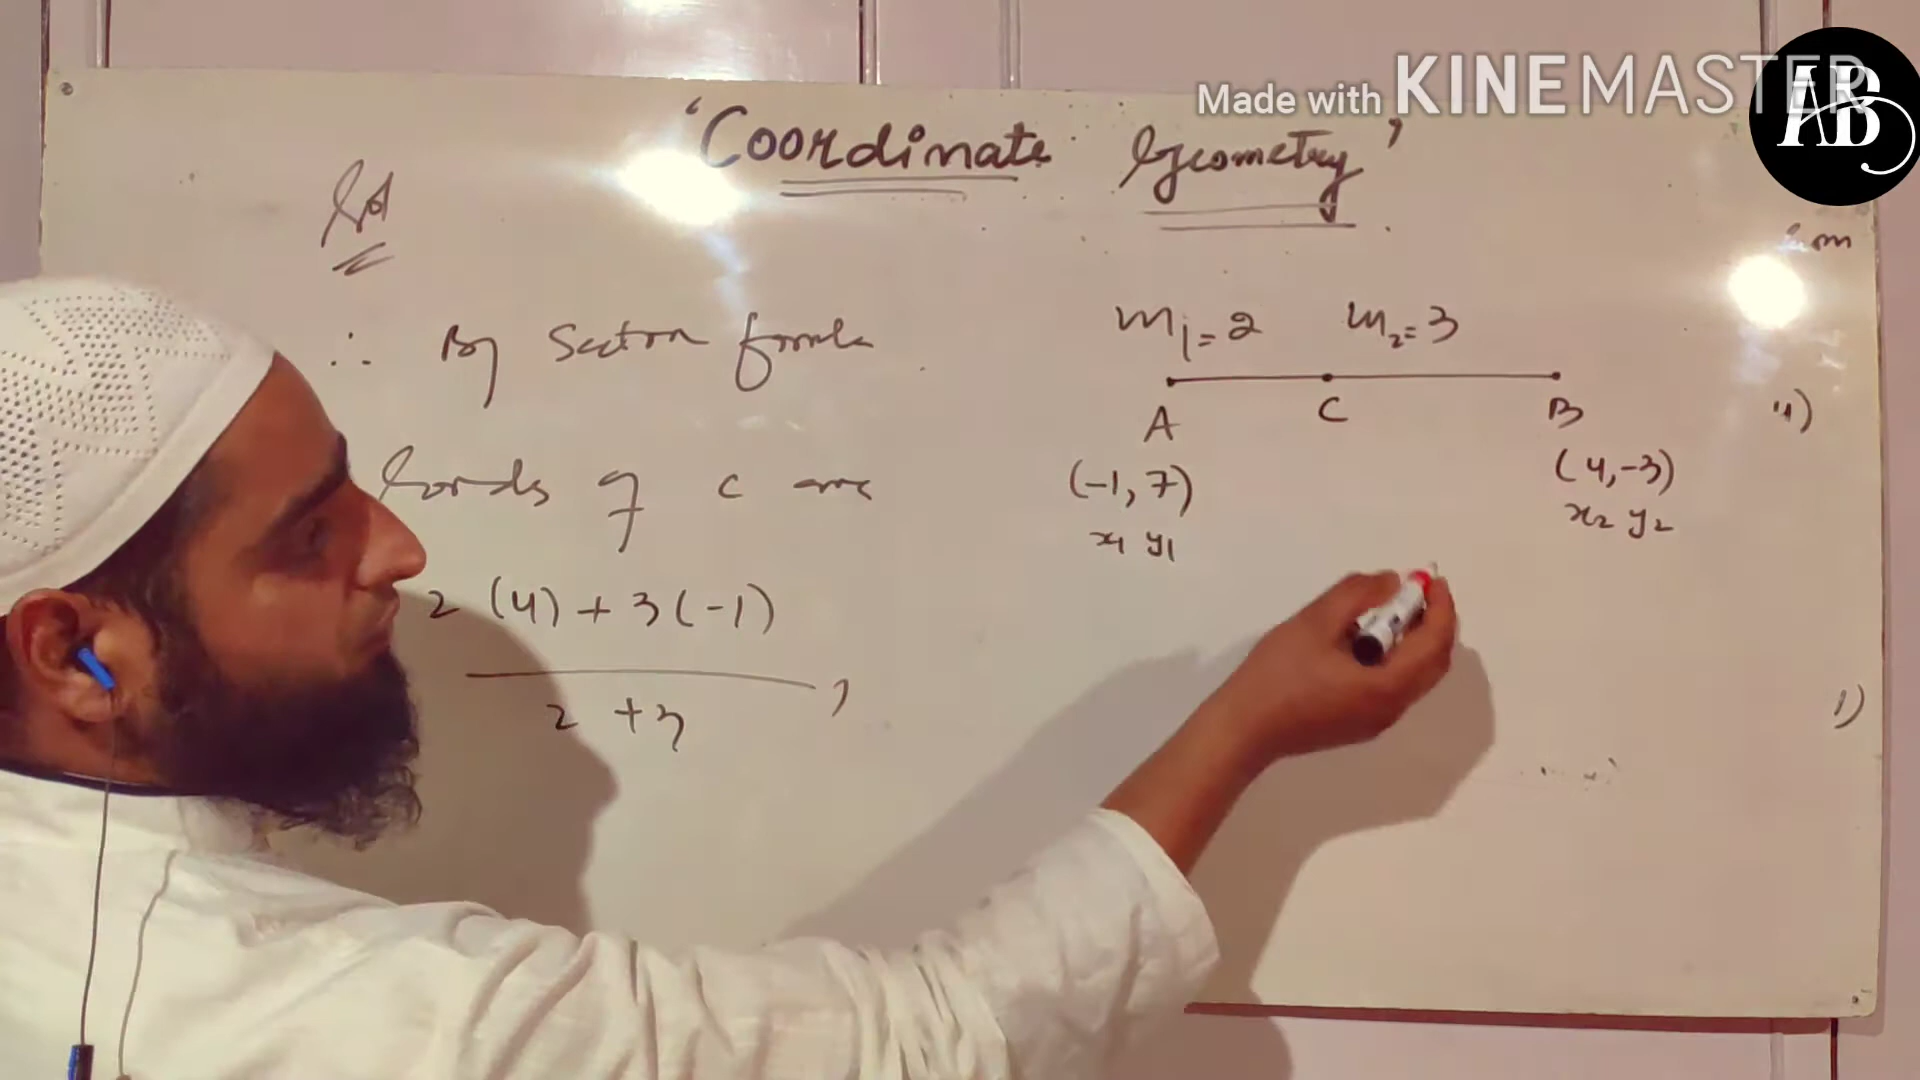 Made with KINEMASTER
AB
'Coordinate Geometry'
Sol
∴ By Section formula
Coords of C are
2 (4) + 3 (-1)
2 + 3 ,
m₁ = 2 m₂ = 3
A C B
(-1, 7) (4, -3)
x₁ y₁ x₂ y₂